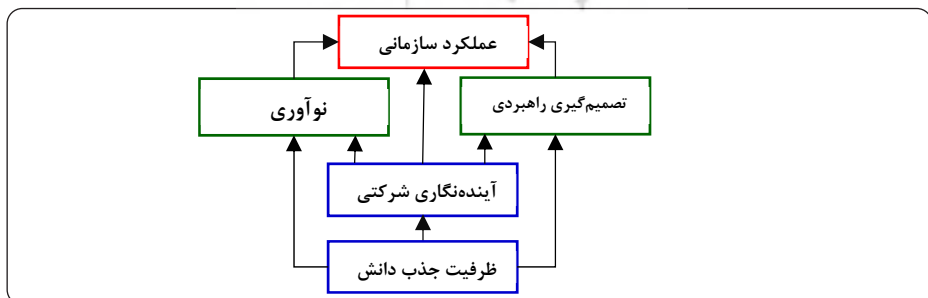 عملکرد سازمانی
تصمیم‌گیری راهبردی
نوآوری
آینده‌نگاری شرکتی
ظرفیت جذب دانش